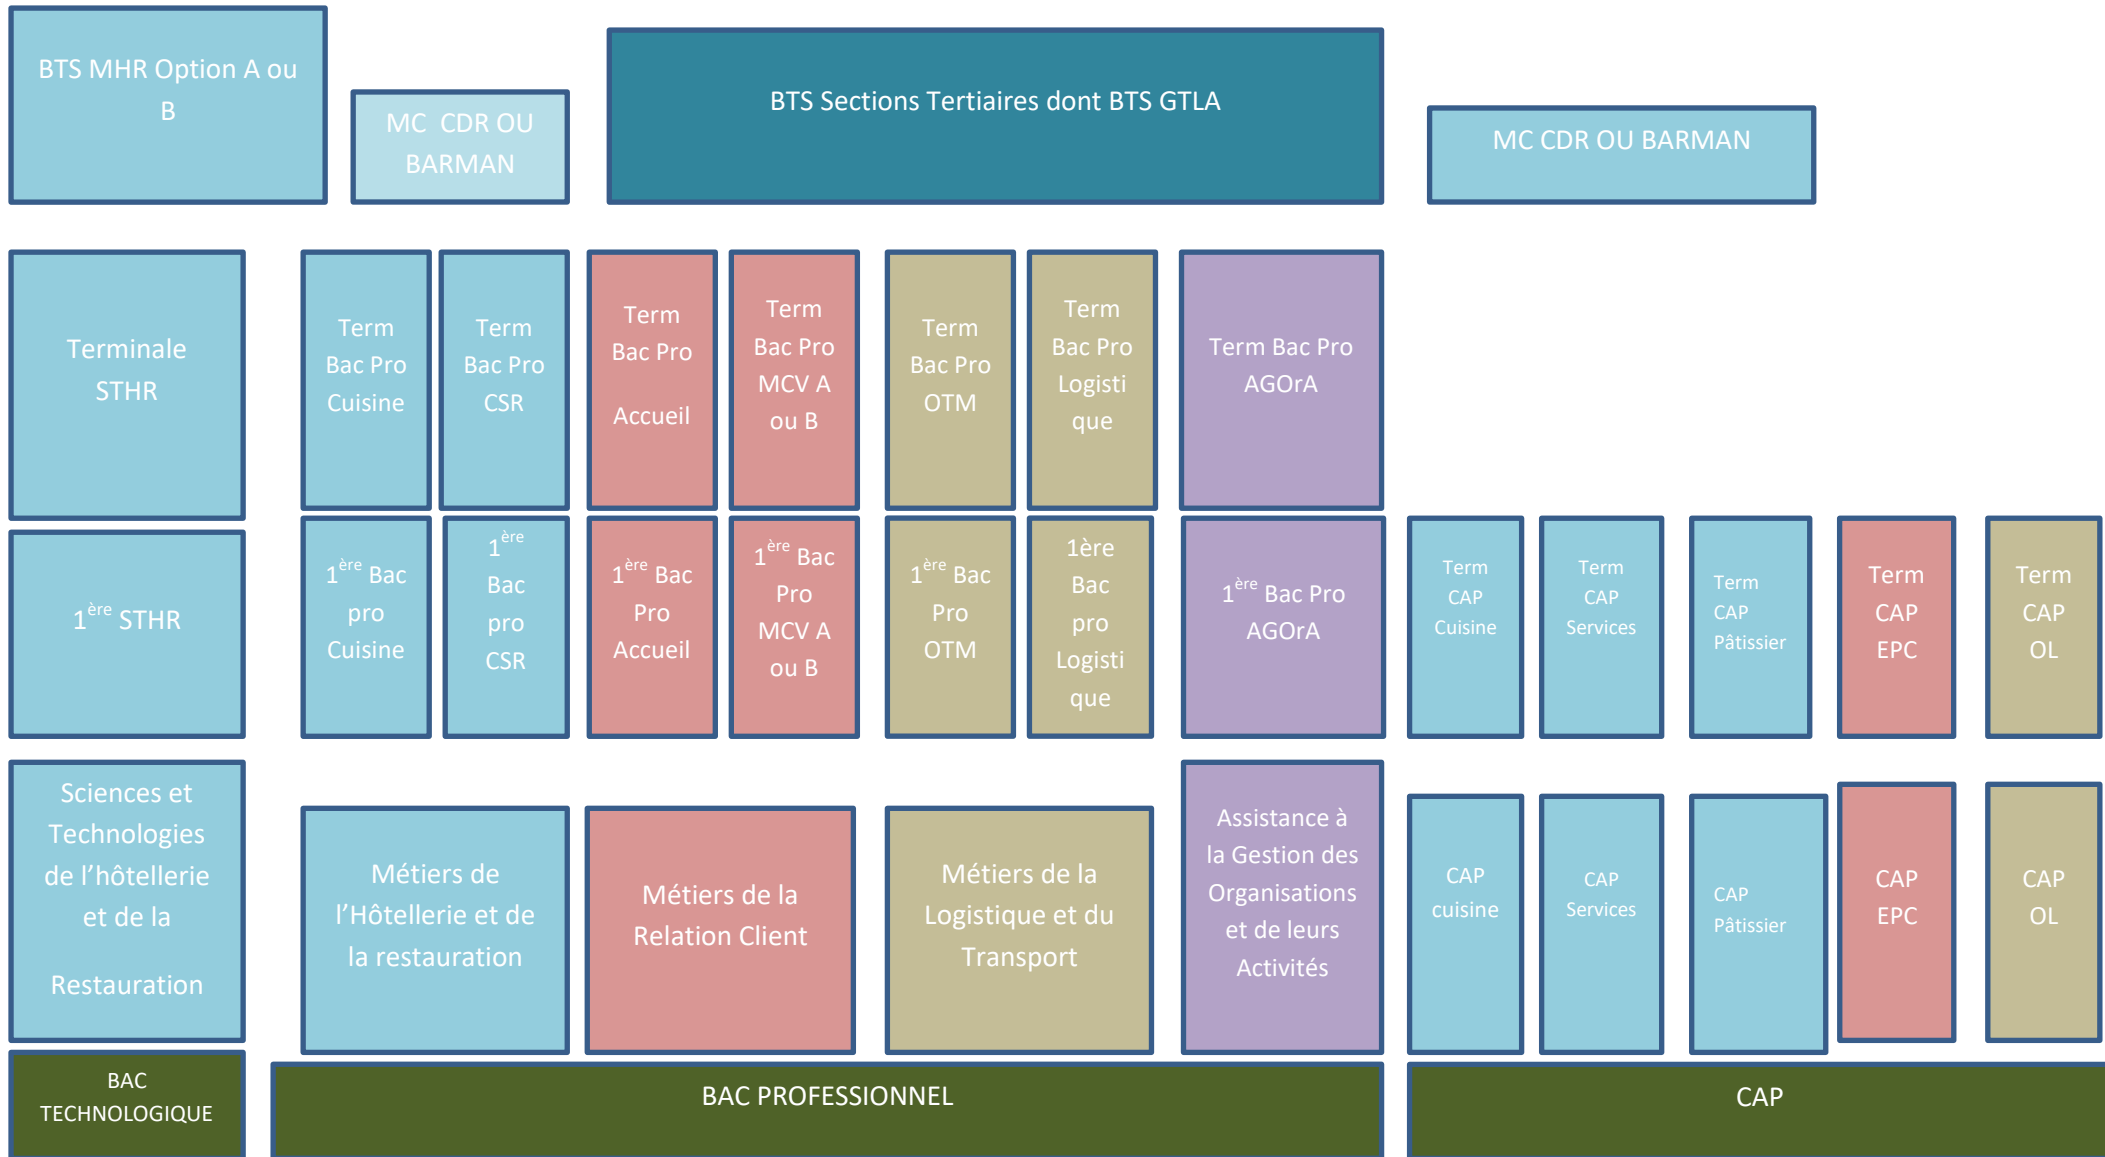 BTS MHR Option A ou
B
MC CDR OU
BARMAN
BTS Sections Tertiaires dont BTS GTLA
MC CDR OU BARMAN
Terminale
STHR
Term
Bac Pro
Cuisine
Term
Bac Pro
CSR
Term
Bac Pro
Accueil
Term
Bac Pro
MCV A
ou B
Term
Bac Pro
OTM
Term
Bac Pro
Logisti
que
Term Bac Pro
AGOrA
1ère STHR
1ère Bac
pro
Cuisine
1ère
Bac
pro
CSR
1ère Bac
Pro
Accueil
1ère Bac
Pro
MCV A
ou B
1ère Bac
Pro
OTM
1ère
Bac
pro
Logisti
que
1ère Bac Pro
AGOrA
Term
CAP
Cuisine
Term
CAP
Services
Term
CAP
Pâtissier
Term
CAP
EPC
Term
CAP
OL
Sciences et
Technologies
de l'hôtellerie
et de la
Restauration
Métiers de
l'Hôtellerie et de
la restauration
Métiers de la
Relation Client
Métiers de la
Logistique et du
Transport
Assistance à
la Gestion des
Organisations
et de leurs
Activités
CAP
cuisine
CAP
Services
CAP
Pâtissier
CAP
EPC
CAP
OL
BAC
TECHNOLOGIQUE
BAC PROFESSIONNEL
CAP